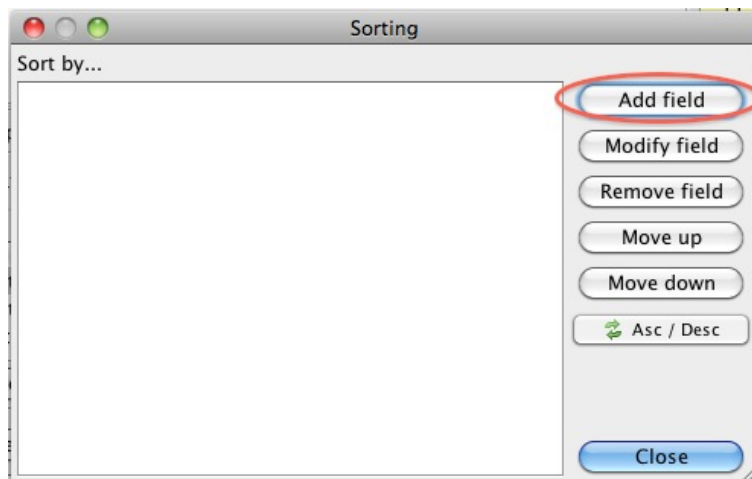 Sorting
Sort by...
Add field
Modify field
Remove field
Move up
Move down
Asc / Desc
Close